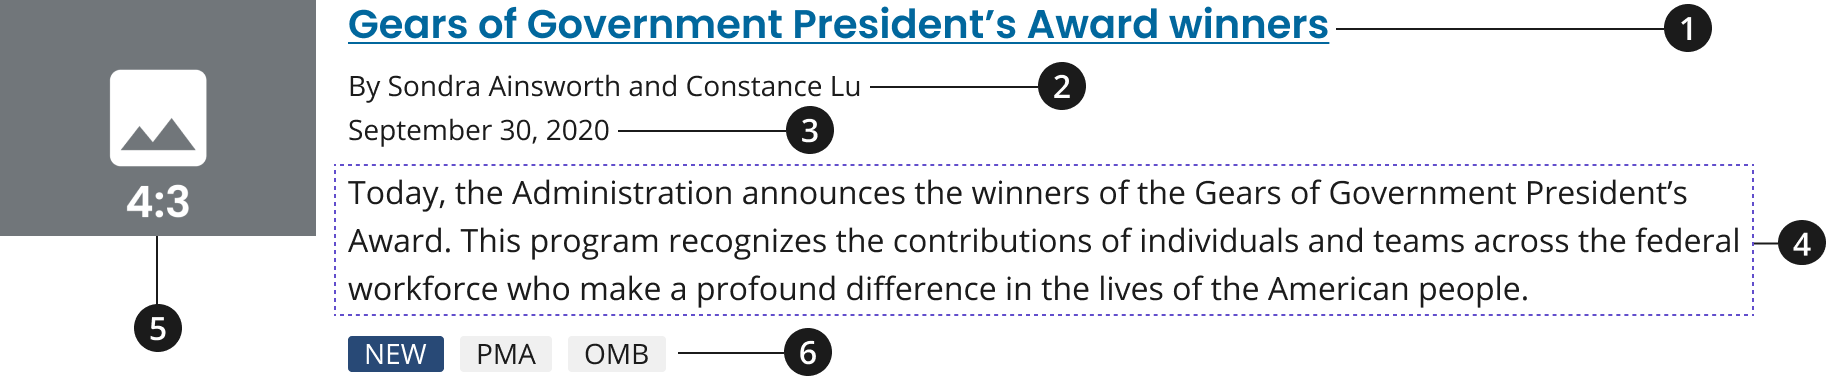 Gears of Government President’s Award winners
1
By Sondra Ainsworth and Constance Lu
2
September 30, 2020
3
4:3
Today, the Administration announces the winners of the Gears of Government President’s
Award. This program recognizes the contributions of individuals and teams across the federal
workforce who make a profound difference in the lives of the American people.
4
5
NEW PMA OMB
6